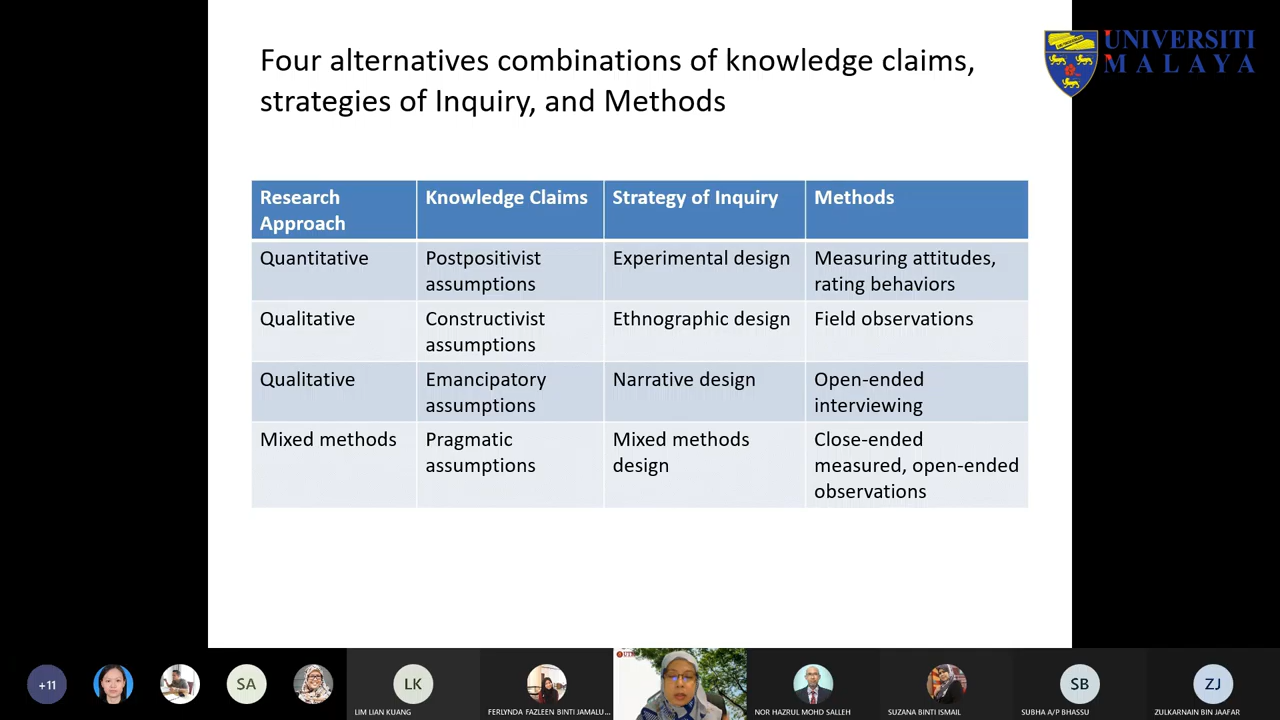 Four alternatives combinations of knowledge claims,
strategies of Inquiry, and Methods
UNIVERSITI
MALAYA
Research
Approach
Knowledge Claims
Strategy of Inquiry
Methods
Quantitative
Postpositivist
assumptions
Experimental design
Measuring attitudes,
rating behaviors
Qualitative
Constructivist
assumptions
Ethnographic design
Field observations
Qualitative
Emancipatory
assumptions
Narrative design
Open-ended
interviewing
Mixed methods
Pragmatic
assumptions
Mixed methods
design
Close-ended
measured, open-ended
observations
+11
SA
LK
LIM LIAN KUANG
FERLYNDA FAZLEEN BINTI JAMALU...
NOR HAZRUL MOHD SALLEH
SUZANA BINTI ISMAIL
SB
SUBHA A/P BHASSU
ZJ
ZULKARNAIN BIN JAAFAR